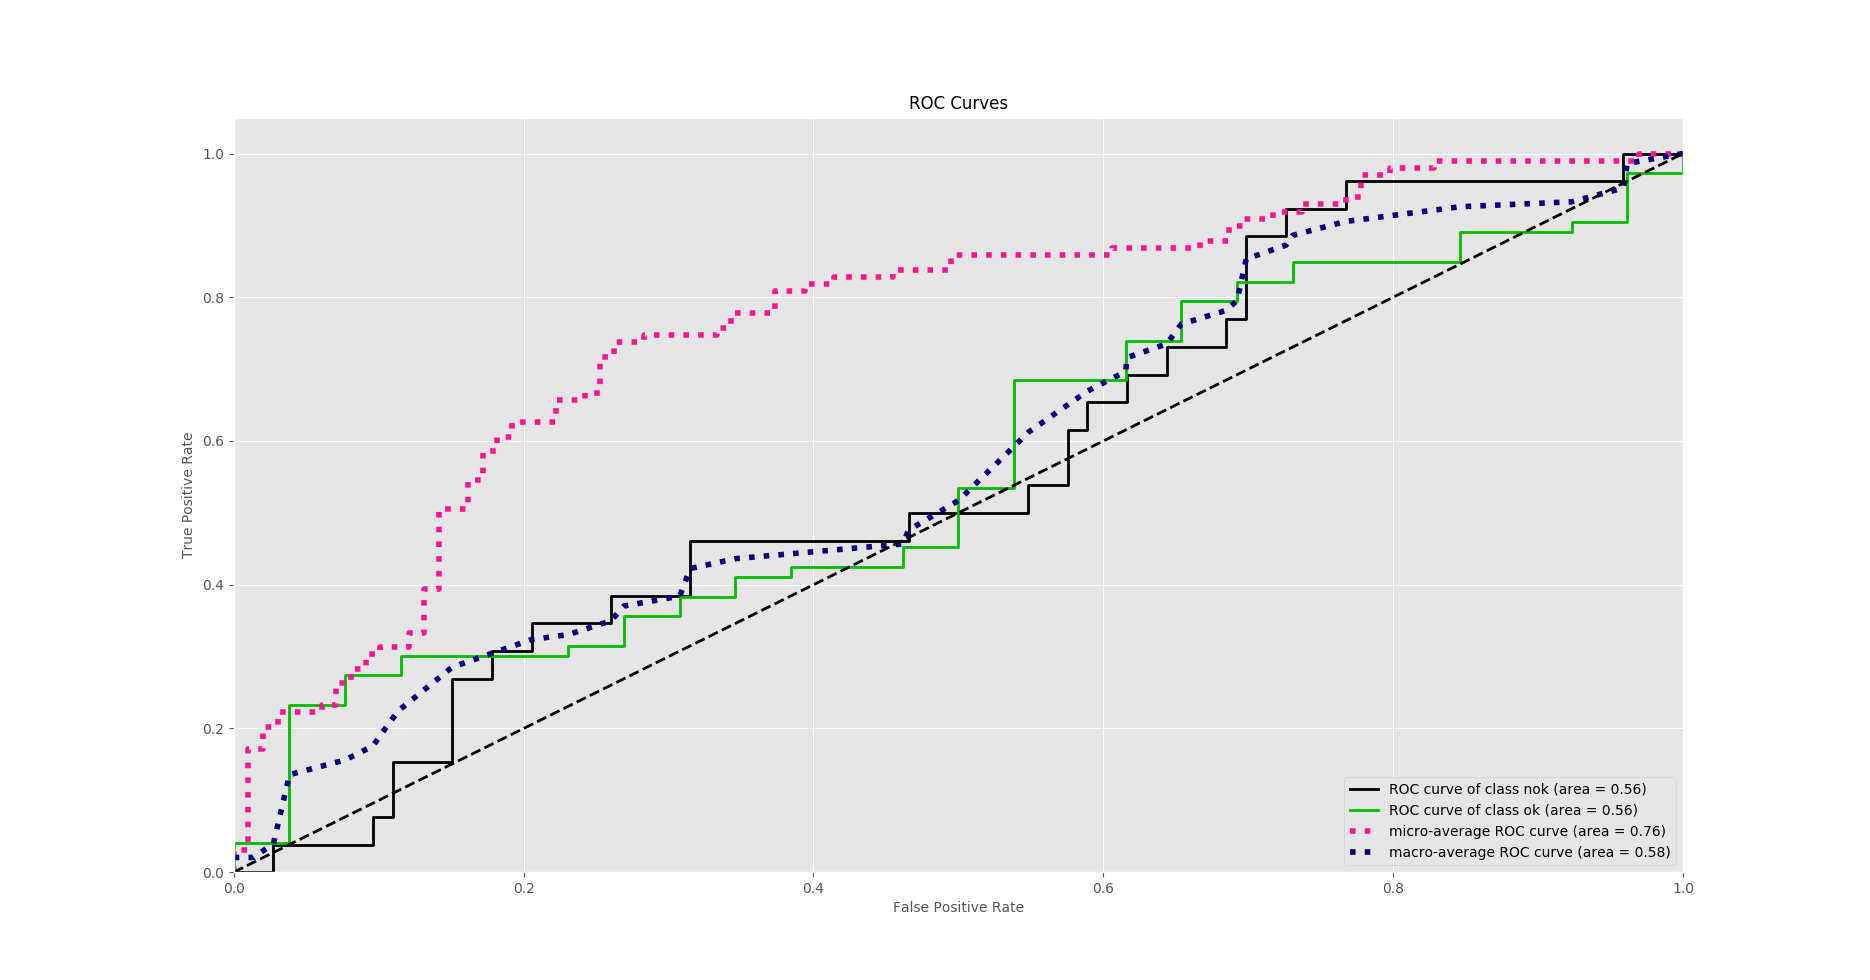 ROC Curves
True Positive Rate
1.0
0.8
0.6
0.4
0.2
0.0
0.0 0.2 0.4 0.6 0.8 1.0
False Positive Rate
ROC curve of class nok (area = 0.56)
ROC curve of class ok (area = 0.56)
micro-average ROC curve (area = 0.76)
macro-average ROC curve (area = 0.58)